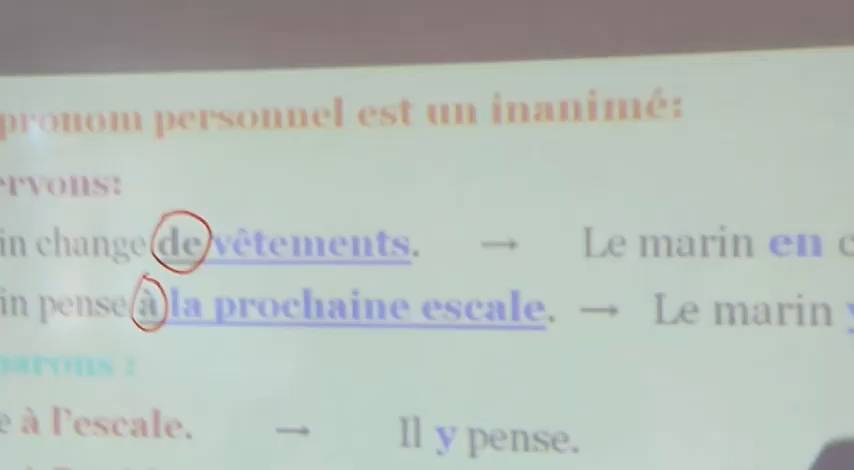 pronom personnel est un inanimé:
ervons:
in change de vêtements. → Le marin en c
in pense à la prochaine escale. → Le marin
arons :
e à l'escale. → Il y pense.